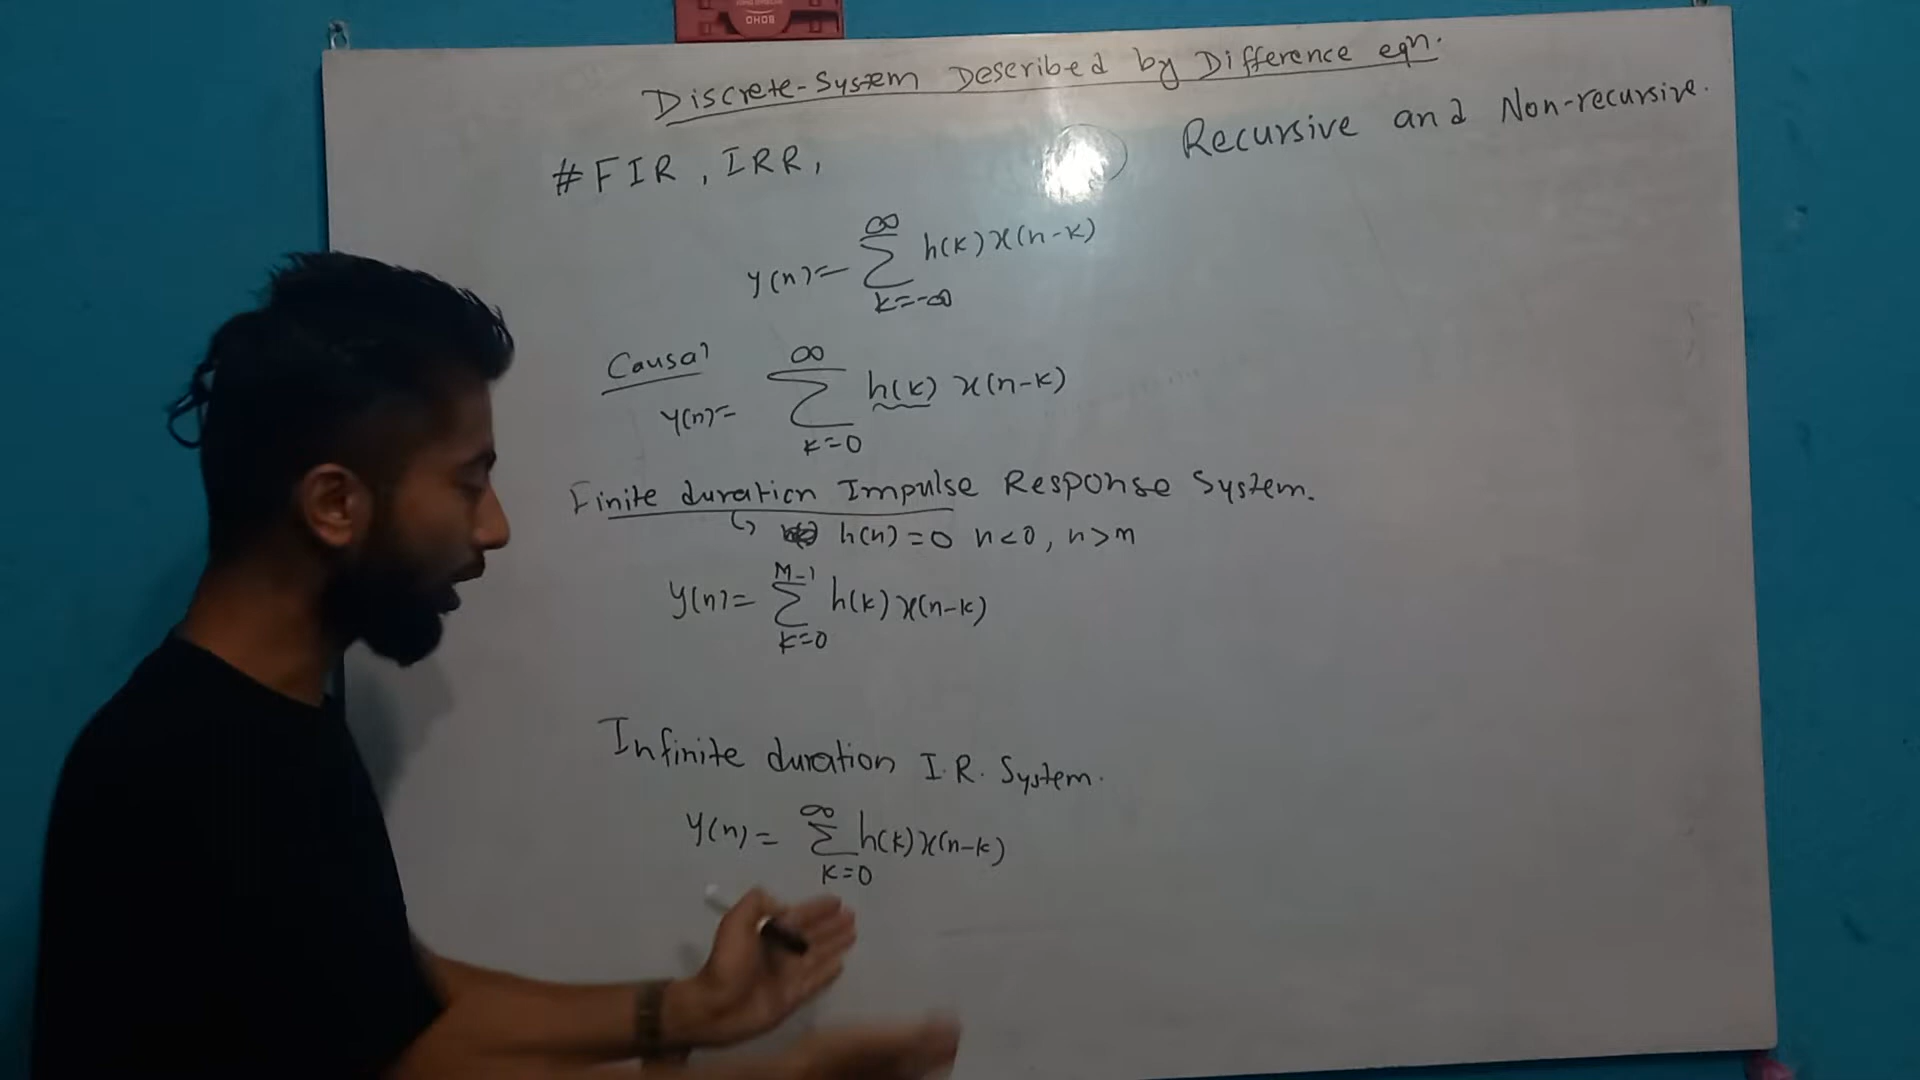 Discrete-System Described by Difference eqn.
#FIR, IRR,
Recursive and Non-recursive.
y(n) = ∑_{k=-∞}^{∞} h(k) x(n-k)
Causal
y(n) = ∑_{k=0}^{∞} h(k) x(n-k)
Finite duration Impulse Response System.
h(n) = 0 n<0, n>m
y(n) = ∑_{k=0}^{M-1} h(k) x(n-k)
Infinite duration I.R. System.
y(n) = ∑_{k=0}^{∞} h(k) x(n-k)